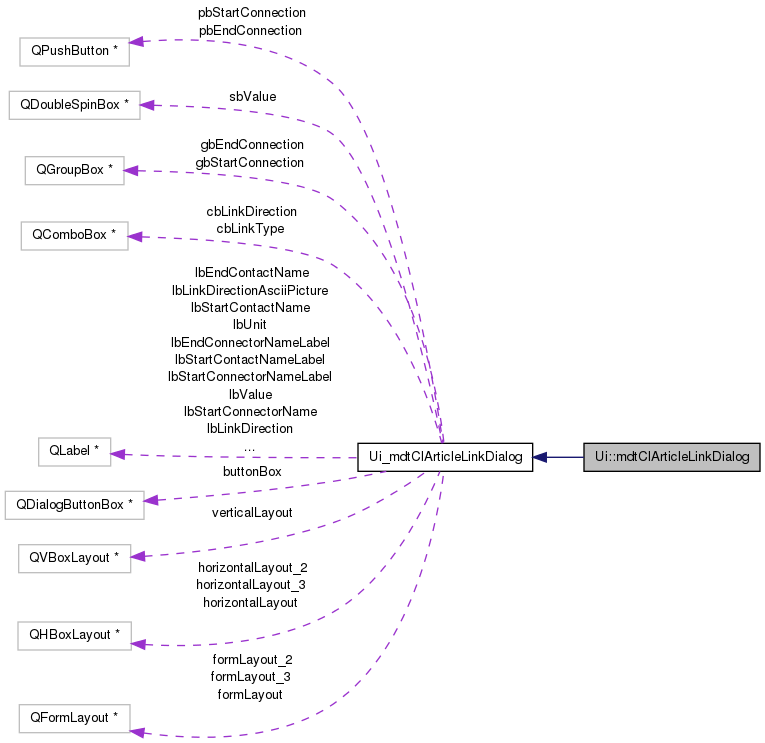 pbStartConnection
pbEndConnection
QPushButton *
sbValue
QDoubleSpinBox *
gbEndConnection
gbStartConnection
QGroupBox *
cbLinkDirection
cbLinkType
QComboBox *
lbEndContactName
lbLinkDirectionAsciiPicture
lbStartContactName
lbUnit
lbEndConnectorNameLabel
lbStartContactNameLabel
lbStartConnectorNameLabel
lbValue
lbStartConnectorName
lbLinkDirection
...
QLabel *
Ui_mdtClArticleLinkDialog
Ui::mdtClArticleLinkDialog
buttonBox
QDialogButtonBox *
verticalLayout
QVBoxLayout *
horizontalLayout_2
horizontalLayout_3
horizontalLayout
QHBoxLayout *
formLayout_2
formLayout_3
formLayout
QFormLayout *